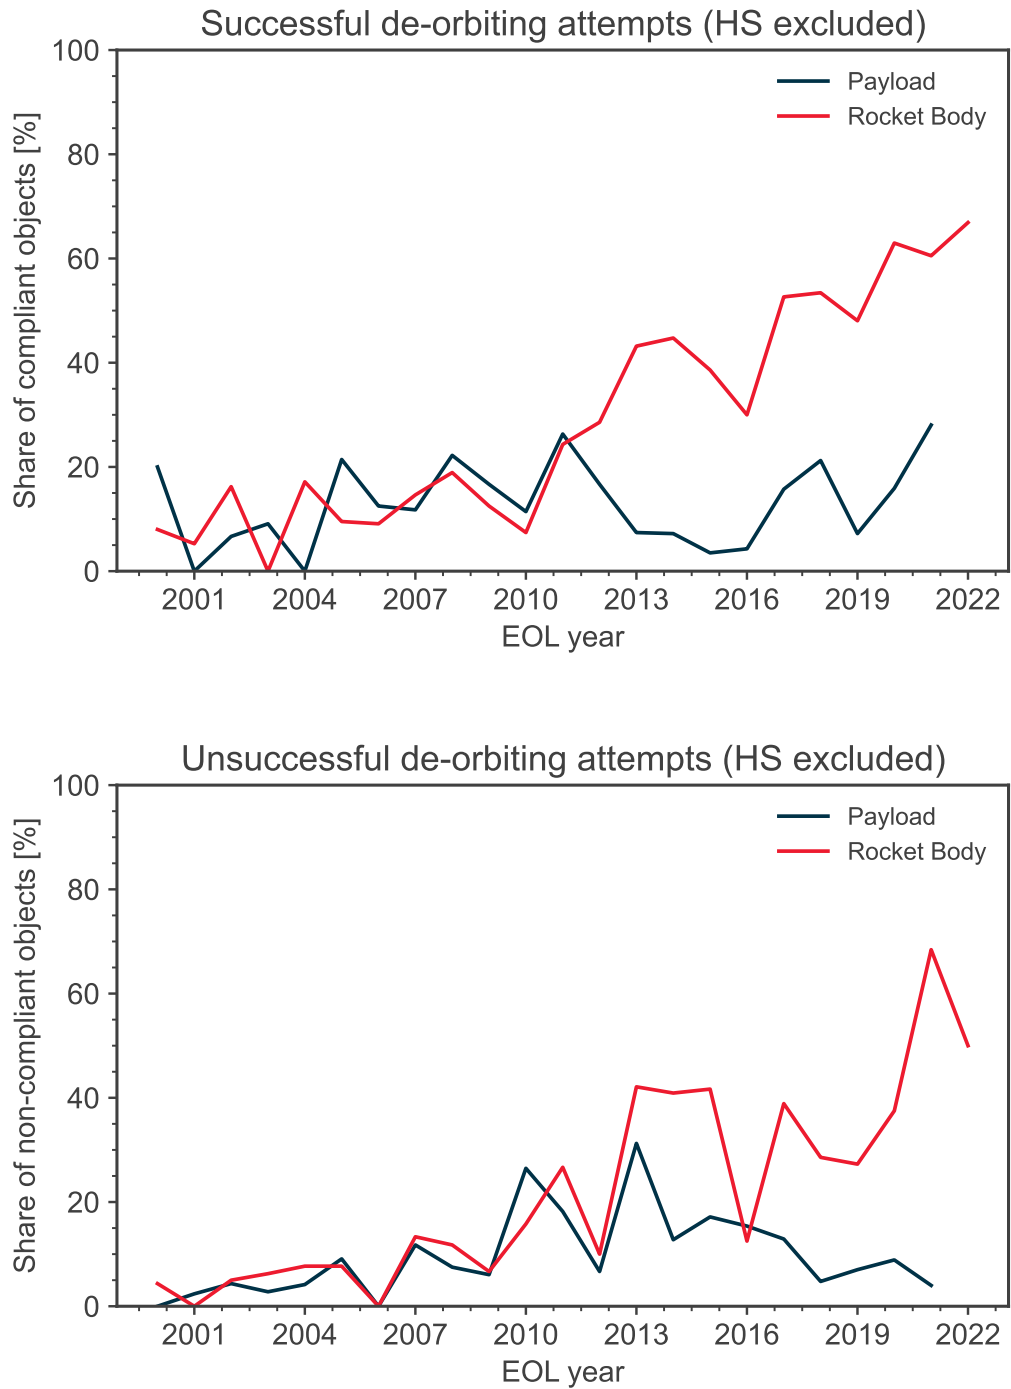 Successful de-orbiting attempts (HS excluded)
100
80
60
40
20
0
Share of compliant objects [%]
Payload
Rocket Body
2001 2004 2007 2010 2013 2016 2019 2022
EOL year
Unsuccessful de-orbiting attempts (HS excluded)
100
80
60
40
20
0
Share of non-compliant objects [%]
Payload
Rocket Body
2001 2004 2007 2010 2013 2016 2019 2022
EOL year